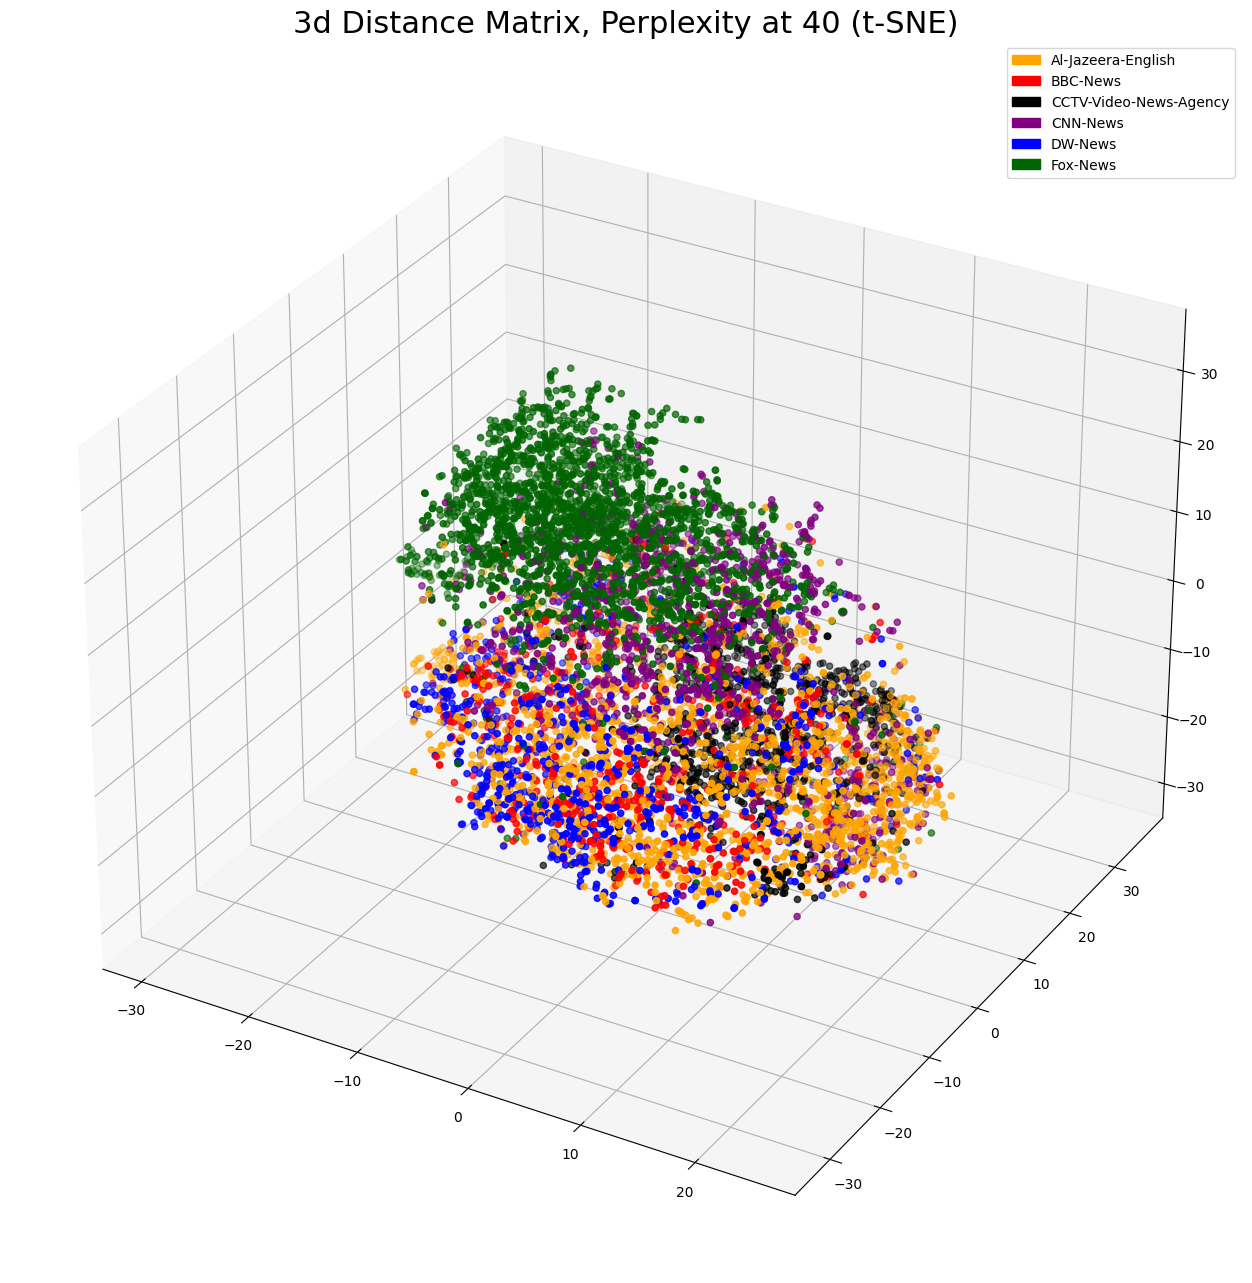 3d Distance Matrix, Perplexity at 40 (t-SNE)
Al-Jazeera-English
BBC-News
CCTV-Video-News-Agency
CNN-News
DW-News
Fox-News
30
20
10
0
−10
−20
−30
30
20
10
0
−10
−20
−30
−30
−20
−10
0
10
20